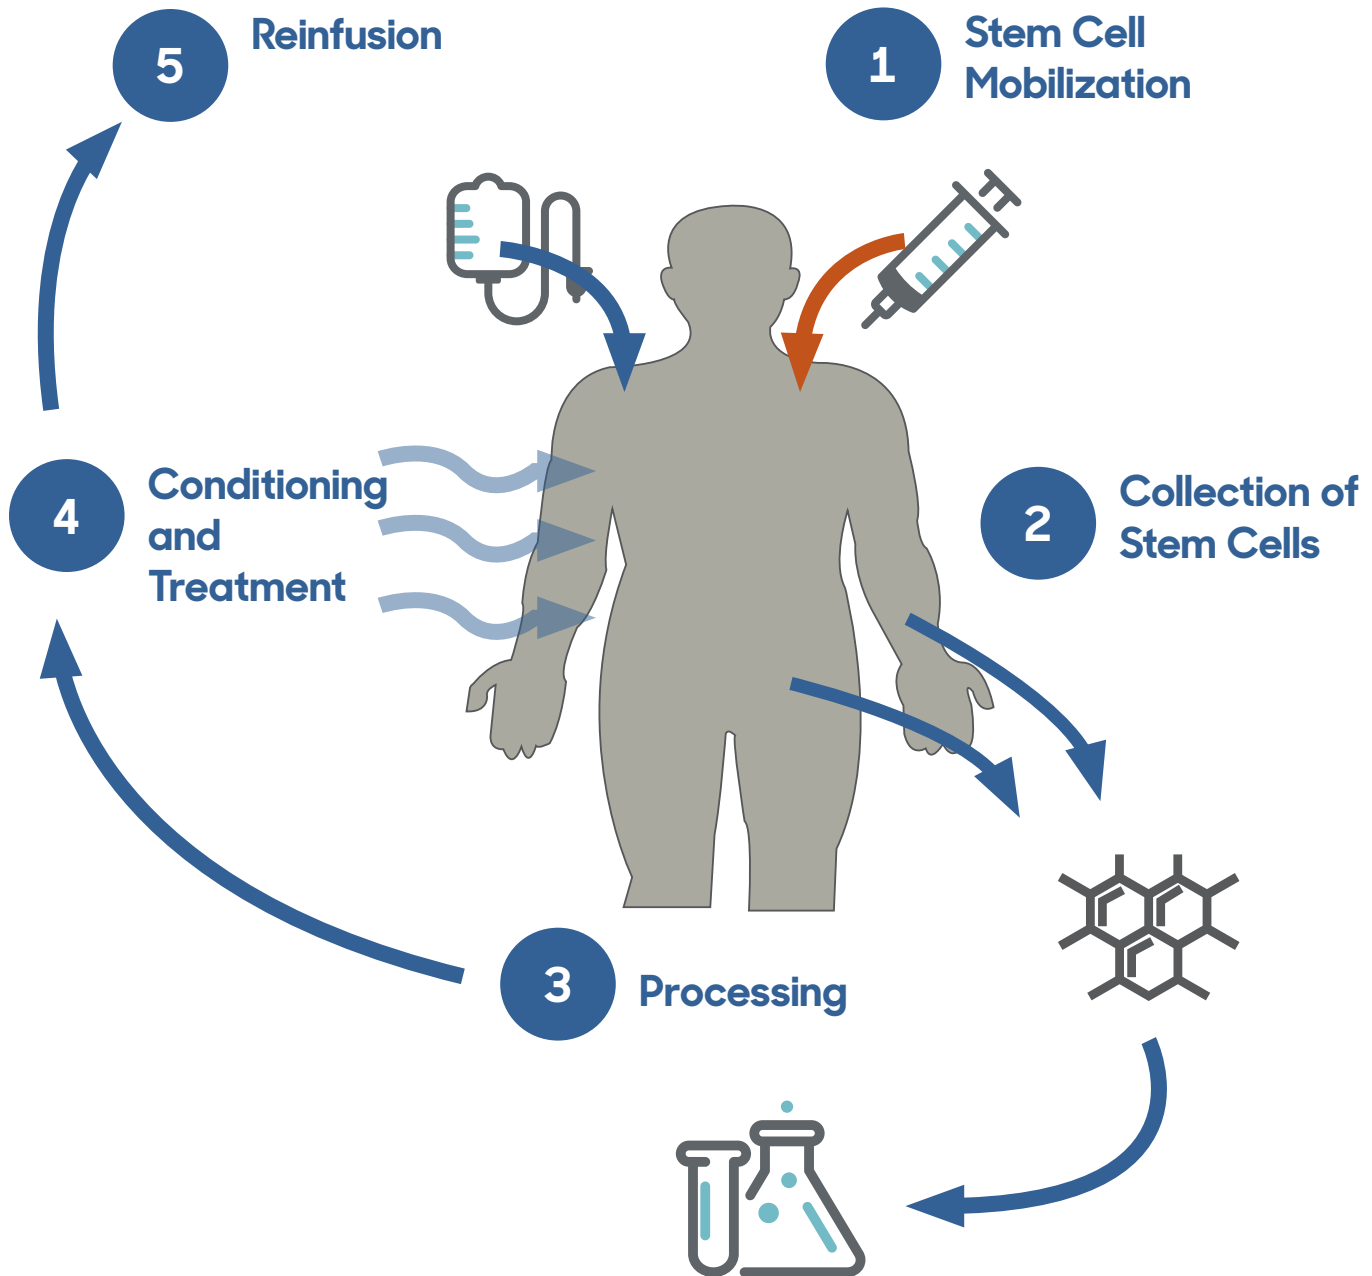 1
Stem Cell
Mobilization
2
Collection of
Stem Cells
3
Processing
4
Conditioning
and
Treatment
5
Reinfusion